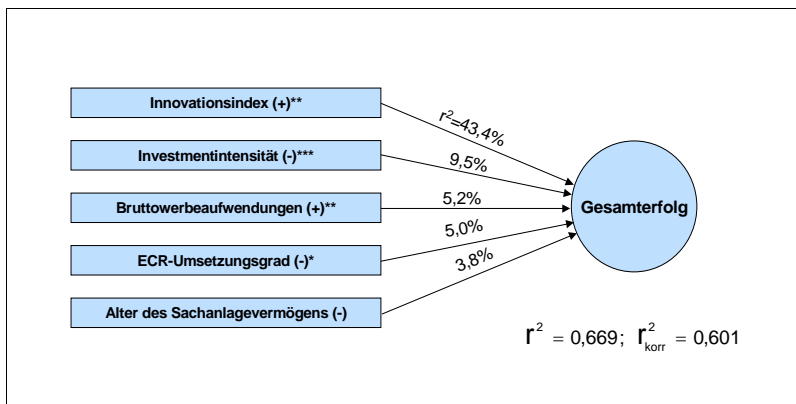 Innovationsindex (+)**
r²=43,4%
Investmentintensität (-)***
9,5%
Bruttowerbeaufwendungen (+)**
5,2%
Gesamterfolg
ECR-Umsetzungsgrad (-)*
5,0%
Alter des Sachanlagevermögens (-)
3,8%
r² = 0,669; r²korr = 0,601